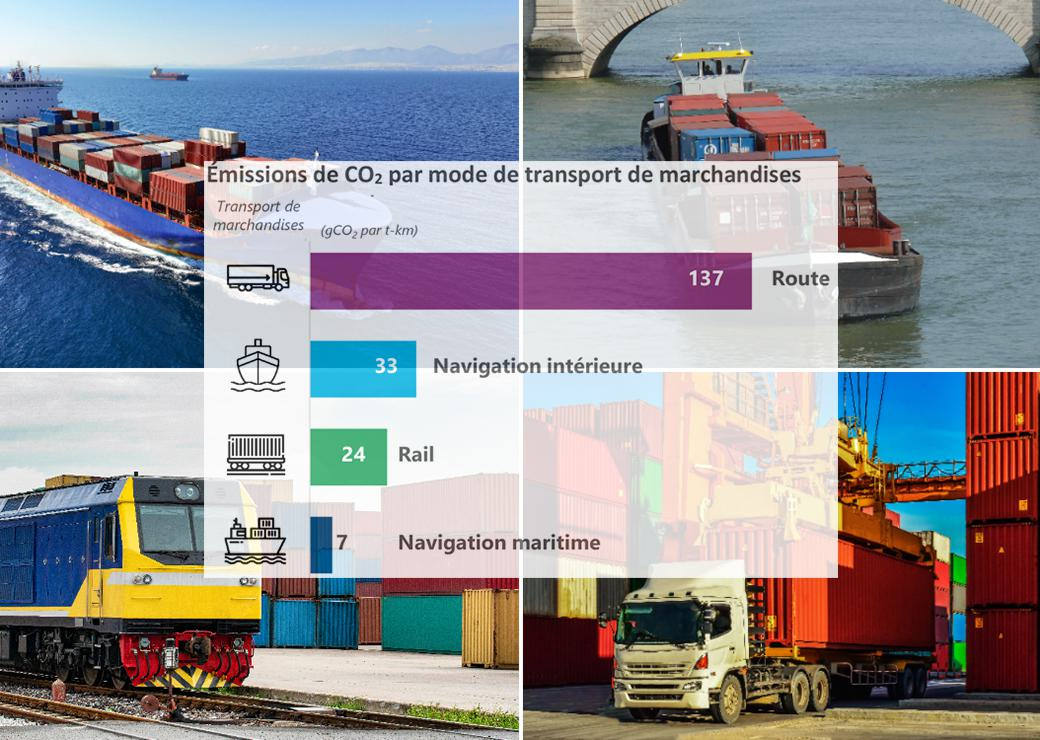 Émissions de CO₂ par mode de transport de marchandises
Transport de
marchandises
(gCO₂ par t-km)
137
Route
33
Navigation intérieure
24
Rail
7
Navigation maritime